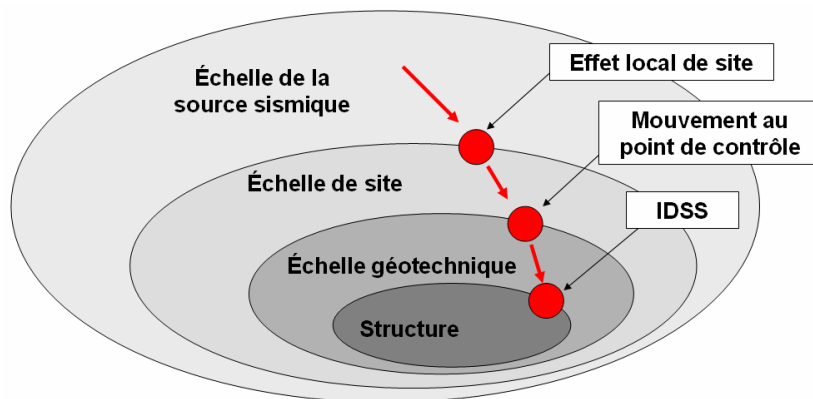 Effet local de site
Échelle de la
source sismique
Mouvement au
point de contrôle
Échelle de site
IDSS
Échelle géotechnique
Structure